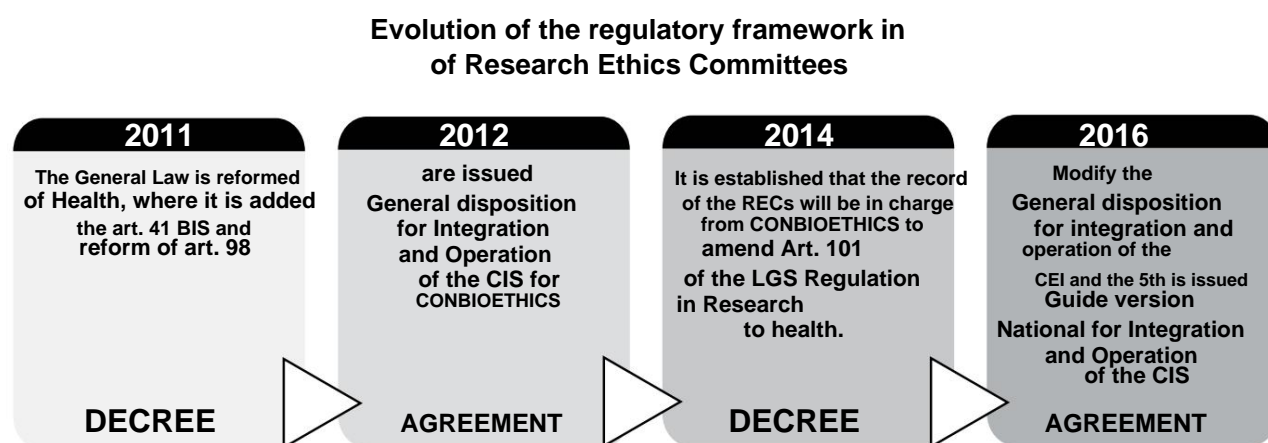 Evolution of the regulatory framework in
of Research Ethics Committees
2011
The General Law is reformed
of Health, where it is added
the art. 41 BIS and
reform of art. 98
DECREE
2012
are issued
General disposition
for Integration
and Operation
of the CIS for
CONBIOETHICS
AGREEMENT
2014
It is established that the record
of the RECs will be in charge
from CONBIOETHICS to
amend Art. 101
of the LGS Regulation
in Research
to health.
DECREE
2016
Modify the
General disposition
for integration and
operation of the
CEI and the 5th is issued
Guide version
National for Integration
and Operation
of the CIS
AGREEMENT